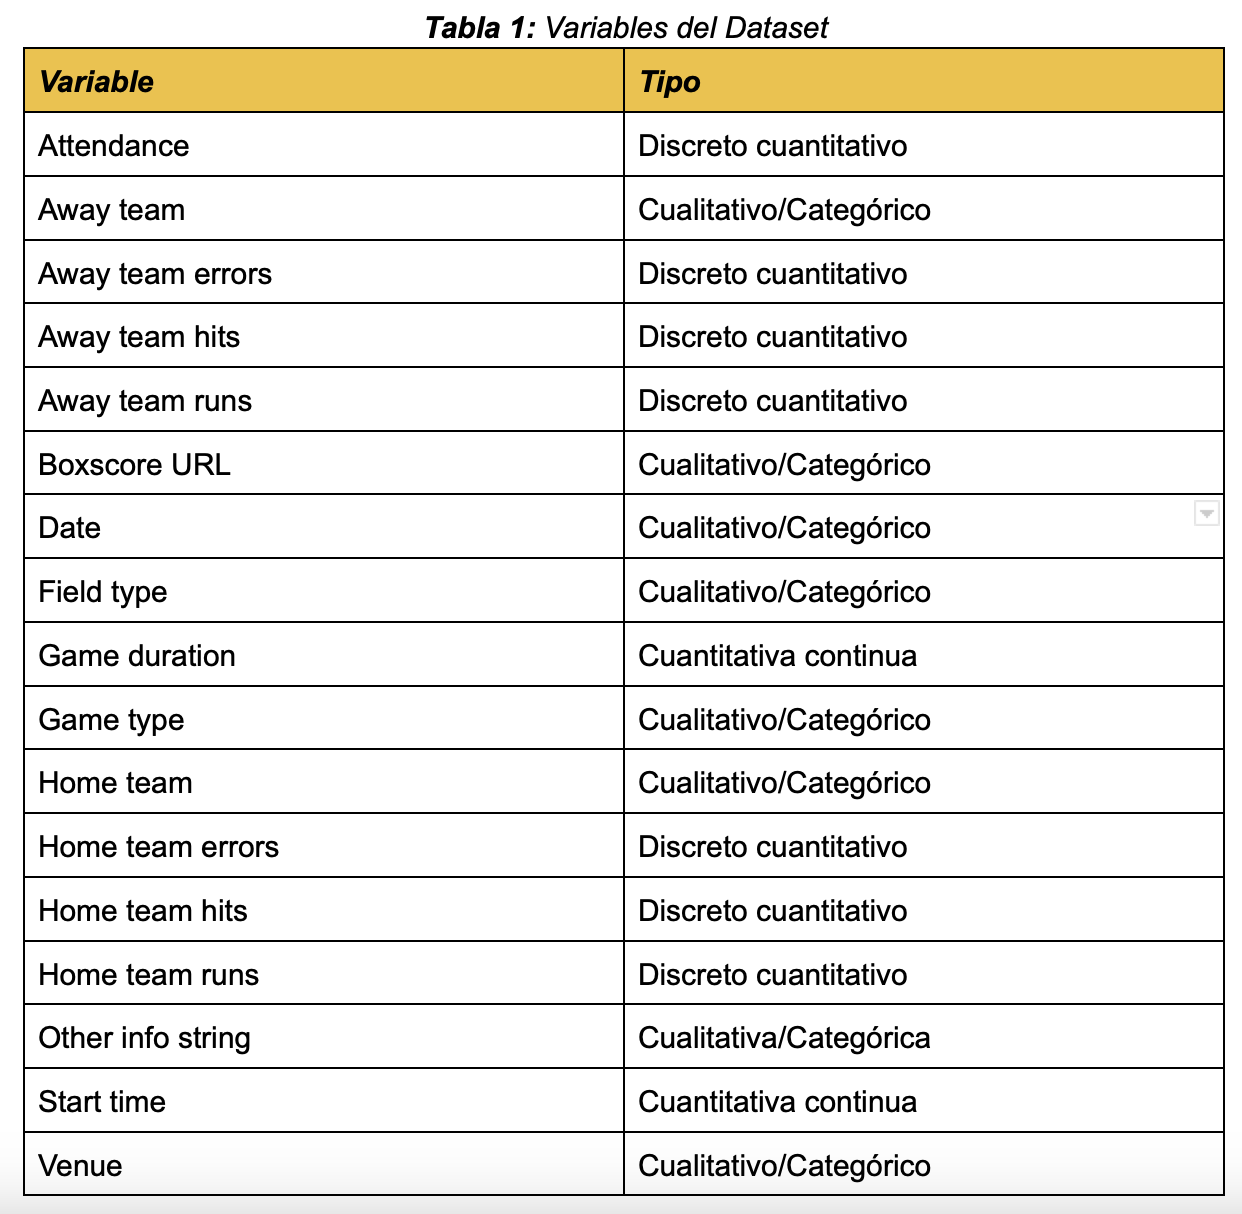 Tabla 1: Variables del Dataset
Variable Tipo
Attendance Discreto cuantitativo
Away team Cualitativo/Categórico
Away team errors Discreto cuantitativo
Away team hits Discreto cuantitativo
Away team runs Discreto cuantitativo
Boxscore URL Cualitativo/Categórico
Date Cualitativo/Categórico
Field type Cualitativo/Categórico
Game duration Cuantitativa continua
Game type Cualitativo/Categórico
Home team Cualitativo/Categórico
Home team errors Discreto cuantitativo
Home team hits Discreto cuantitativo
Home team runs Discreto cuantitativo
Other info string Cualitativa/Categórica
Start time Cuantitativa continua
Venue Cualitativo/Categórico